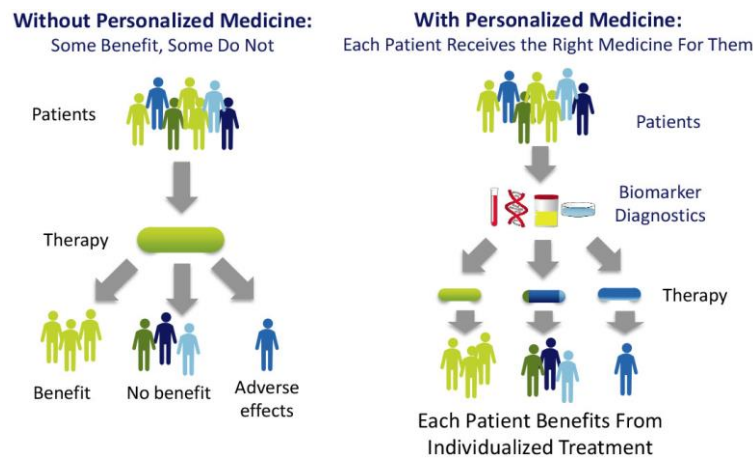 Without Personalized Medicine:
Some Benefit, Some Do Not
Patients
Therapy
Benefit
No benefit
Adverse
effects
With Personalized Medicine:
Each Patient Receives the Right Medicine For Them
Patients
Biomarker
Diagnostics
Therapy
Each Patient Benefits From
Individualized Treatment